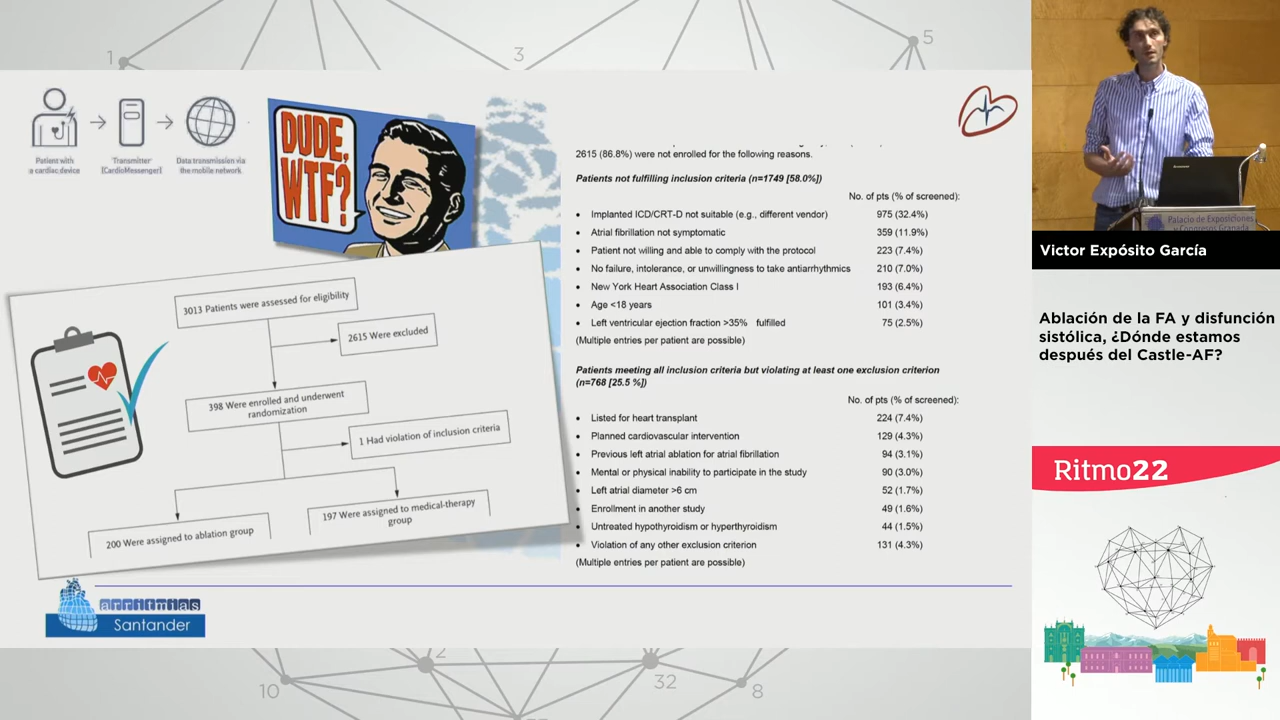 1
3
5
Patient with
a cardiac device
Transmitter
[CardioMessenger]
Data transmission via
the mobile network
DUDE,
WTF?
3013 Patients were assessed for eligibility
2615 Were excluded
398 Were enrolled and underwent
randomization
1 Had violation of inclusion criteria
200 Were assigned to ablation group
197 Were assigned to medical-therapy
group
arritmias
Santander
2615 (86.8%) were not enrolled for the following reasons.
Patients not fulfilling inclusion criteria (n=1749 [58.0%])
No. of pts (% of screened):
• Implanted ICD/CRT-D not suitable (e.g., different vendor) 975 (32.4%)
• Atrial fibrillation not symptomatic 359 (11.9%)
• Patient not willing and able to comply with the protocol 223 (7.4%)
• No failure, intolerance, or unwillingness to take antiarrhythmics 210 (7.0%)
• New York Heart Association Class I 193 (6.4%)
• Age <18 years 101 (3.4%)
• Left ventricular ejection fraction >35% fulfilled 75 (2.5%)
(Multiple entries per patient are possible)
Patients meeting all inclusion criteria but violating at least one exclusion criterion
(n=768 [25.5 %])
No. of pts (% of screened):
• Listed for heart transplant 224 (7.4%)
• Planned cardiovascular intervention 129 (4.3%)
• Previous left atrial ablation for atrial fibrillation 94 (3.1%)
• Mental or physical inability to participate in the study 90 (3.0%)
• Left atrial diameter >6 cm 52 (1.7%)
• Enrollment in another study 49 (1.6%)
• Untreated hypothyroidism or hyperthyroidism 44 (1.5%)
• Violation of any other exclusion criterion 131 (4.3%)
(Multiple entries per patient are possible)
10
2
32
8
Palacio de Exposiciones
y Congresos Granada
Victor Expósito García
Ablación de la FA y disfunción
sistólica, ¿Dónde estamos
después del Castle-AF?
Ritmo22